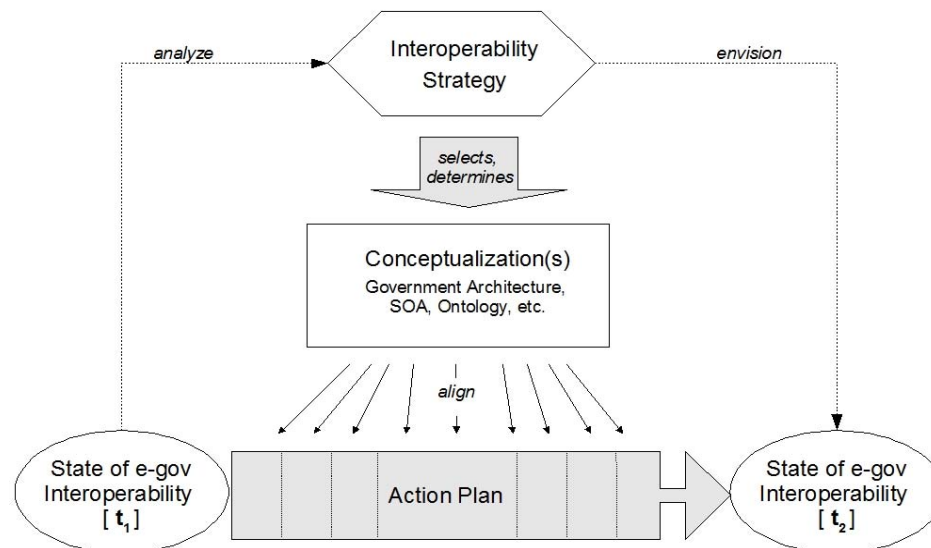 analyze
Interoperability
Strategy
envision
selects,
determines
Conceptualization(s)
Government Architecture,
SOA, Ontology, etc.
align
State of e-gov
Interoperability
[ t₁ ]
Action Plan
State of e-gov
Interoperability
[ t₂ ]